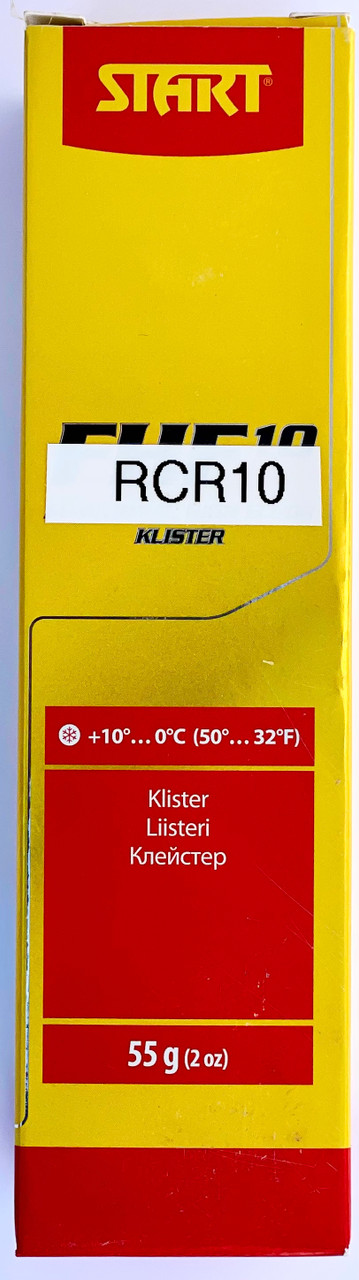 START®
RCR10
KLISTER
+10°... 0°C (50°... 32°F)
Klister
Liisteri
Клейстер
55 g (2 oz)